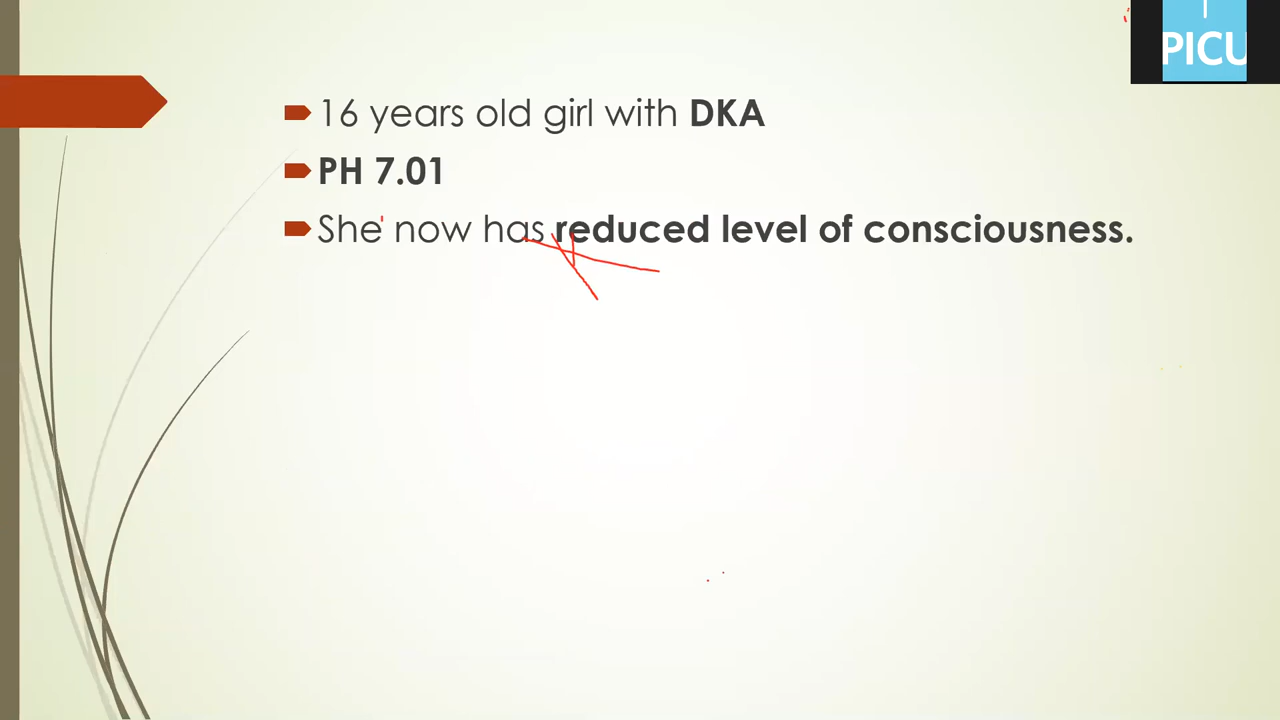 PICU
16 years old girl with DKA
PH 7.01
She now has reduced level of consciousness.